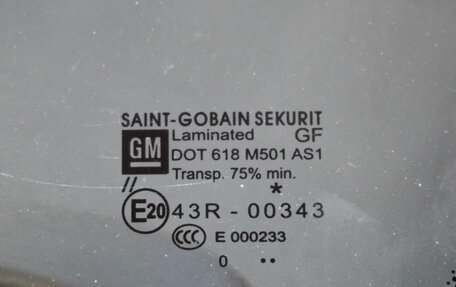 SAINT-GOBAIN SEKURIT
GM Laminated GF
DOT 618 M501 AS1
Transp. 75% min.
// *
E20 43R - 00343
CCC E 000233
0 ••